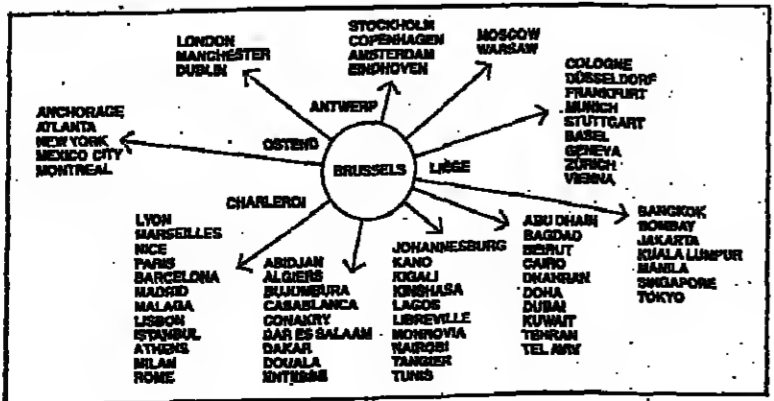 LONDON
MANCHESTER
DUBLIN
STOCKHOLM
COPENHAGEN
AMSTERDAM
EINDHOVEN
MOSCOW
WARSAW
COLOGNE
DÜSSELDORF
FRANKFURT
MUNICH
STUTTGART
BASEL
GENEVA
ZÜRICH
VIENNA
ANCHORAGE
ATLANTA
NEW YORK
MEXICO CITY
MONTREAL
ANTWERP
OSTEND
BRUSSELS
LIÈGE
CHARLEROI
LYON
MARSEILLES
NICE
PARIS
BARCELONA
MADRID
MALAGA
LISBON
ISTANBUL
ATHENS
MILAN
ROME
ABIDJAN
ALGIERS
BUJUMBURA
CASABLANCA
CONAKRY
DAR ES SALAAM
DAKAR
DOUALA
JOHANNESBURG
KANO
KIGALI
KINSHASA
LAGOS
LIBREVILLE
MONROVIA
NAIROBI
TANGIER
TUNIS
ABU DHABI
BAGDAD
BEIRUT
CAIRO
DHAHRAN
DOHA
DUBAI
KUWAIT
TEHRAN
TEL AVIV
BANGKOK
BOMBAY
JAKARTA
KUALA LUMPUR
MANILA
SINGAPORE
TOKYO